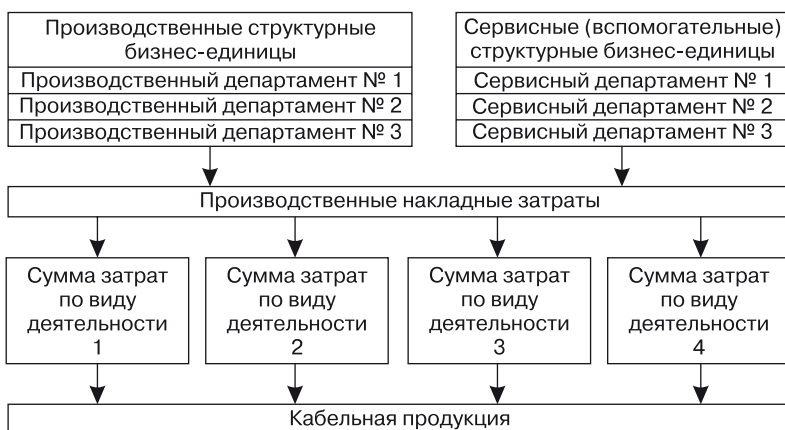 Производственные структурные
бизнес-единицы
Производственный департамент № 1
Производственный департамент № 2
Производственный департамент № 3
Сервисные (вспомогательные)
структурные бизнес-единицы
Сервисный департамент № 1
Сервисный департамент № 2
Сервисный департамент № 3
Производственные накладные затраты
Сумма затрат
по виду
деятельности
1
Сумма затрат
по виду
деятельности
2
Сумма затрат
по виду
деятельности
3
Сумма затрат
по виду
деятельности
4
Кабельная продукция